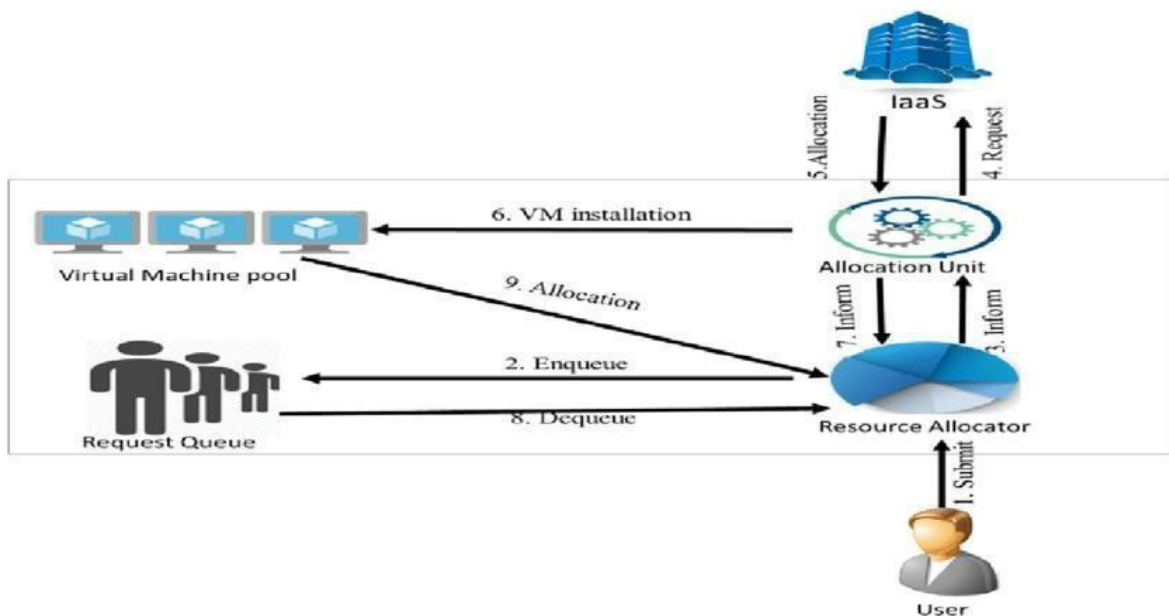 IaaS
5.Allocation
4. Request
6. VM installation
Virtual Machine pool
Allocation Unit
9. Allocation
7. Inform
3. Inform
2. Enqueue
8. Dequeue
Request Queue
Resource Allocator
1. Submit
User